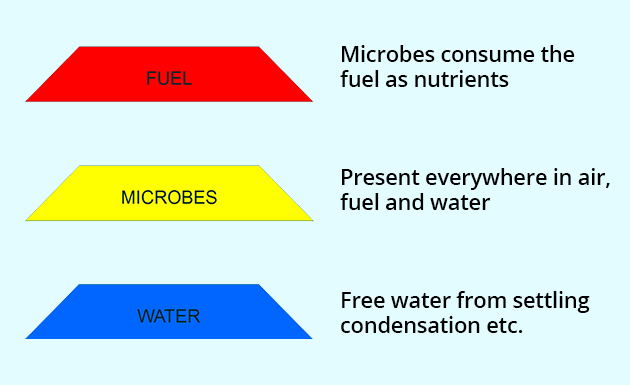 FUEL
Microbes consume the
fuel as nutrients
MICROBES
Present everywhere in air,
fuel and water
WATER
Free water from settling
condensation etc.